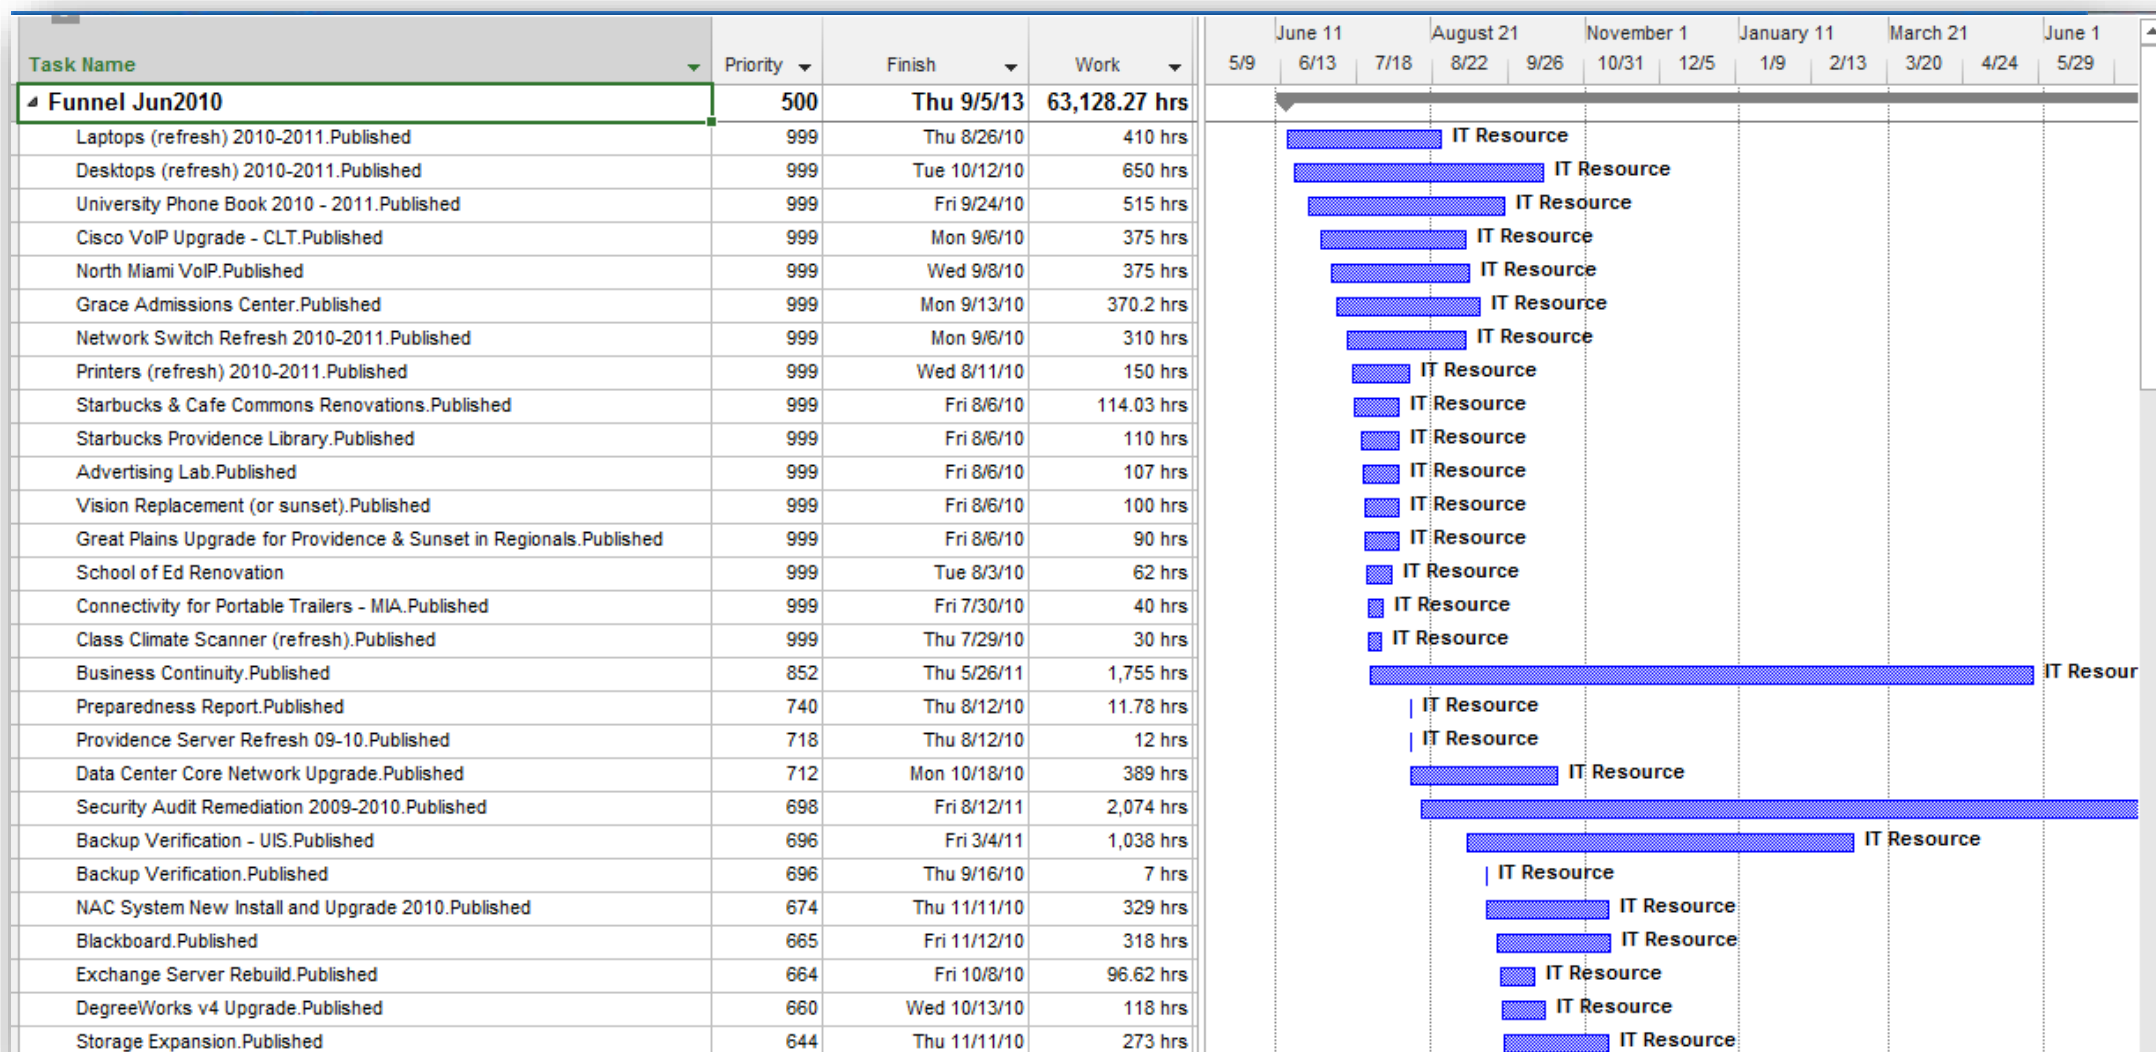 June 11 August 21 November 1 January 11 March 21 June 1
Task Name Priority Finish Work 5/9 6/13 7/18 8/22 9/26 10/31 12/5 1/9 2/13 3/20 4/24 5/29
Funnel Jun2010 500 Thu 9/5/13 63,128.27 hrs
Laptops (refresh) 2010-2011.Published 999 Thu 8/26/10 410 hrs IT Resource
Desktops (refresh) 2010-2011.Published 999 Tue 10/12/10 650 hrs IT Resource
University Phone Book 2010 - 2011.Published 999 Fri 9/24/10 515 hrs IT Resource
Cisco VoIP Upgrade - CLT.Published 999 Mon 9/6/10 375 hrs IT Resource
North Miami VoIP.Published 999 Wed 9/8/10 375 hrs IT Resource
Grace Admissions Center.Published 999 Mon 9/13/10 370.2 hrs IT Resource
Network Switch Refresh 2010-2011.Published 999 Mon 9/6/10 310 hrs IT Resource
Printers (refresh) 2010-2011.Published 999 Wed 8/11/10 150 hrs IT Resource
Starbucks & Cafe Commons Renovations.Published 999 Fri 8/6/10 114.03 hrs IT Resource
Starbucks Providence Library.Published 999 Fri 8/6/10 110 hrs IT Resource
Advertising Lab.Published 999 Fri 8/6/10 107 hrs IT Resource
Vision Replacement (or sunset).Published 999 Fri 8/6/10 100 hrs IT Resource
Great Plains Upgrade for Providence & Sunset in Regionals.Published 999 Fri 8/6/10 90 hrs IT Resource
School of Ed Renovation 999 Tue 8/3/10 62 hrs IT Resource
Connectivity for Portable Trailers - MIA.Published 999 Fri 7/30/10 40 hrs IT Resource
Class Climate Scanner (refresh).Published 999 Thu 7/29/10 30 hrs IT Resource
Business Continuity.Published 852 Thu 5/26/11 1,755 hrs IT Resour
Preparedness Report.Published 740 Thu 8/12/10 11.78 hrs IT Resource
Providence Server Refresh 09-10.Published 718 Thu 8/12/10 12 hrs IT Resource
Data Center Core Network Upgrade.Published 712 Mon 10/18/10 389 hrs IT Resource
Security Audit Remediation 2009-2010.Published 698 Fri 8/12/11 2,074 hrs
Backup Verification - UIS.Published 696 Fri 3/4/11 1,038 hrs IT Resource
Backup Verification.Published 696 Thu 9/16/10 7 hrs IT Resource
NAC System New Install and Upgrade 2010.Published 674 Thu 11/11/10 329 hrs IT Resource
Blackboard.Published 665 Fri 11/12/10 318 hrs IT Resource
Exchange Server Rebuild.Published 664 Fri 10/8/10 96.62 hrs IT Resource
DegreeWorks v4 Upgrade.Published 660 Wed 10/13/10 118 hrs IT Resource
Storage Expansion.Published 644 Thu 11/11/10 273 hrs IT Resource